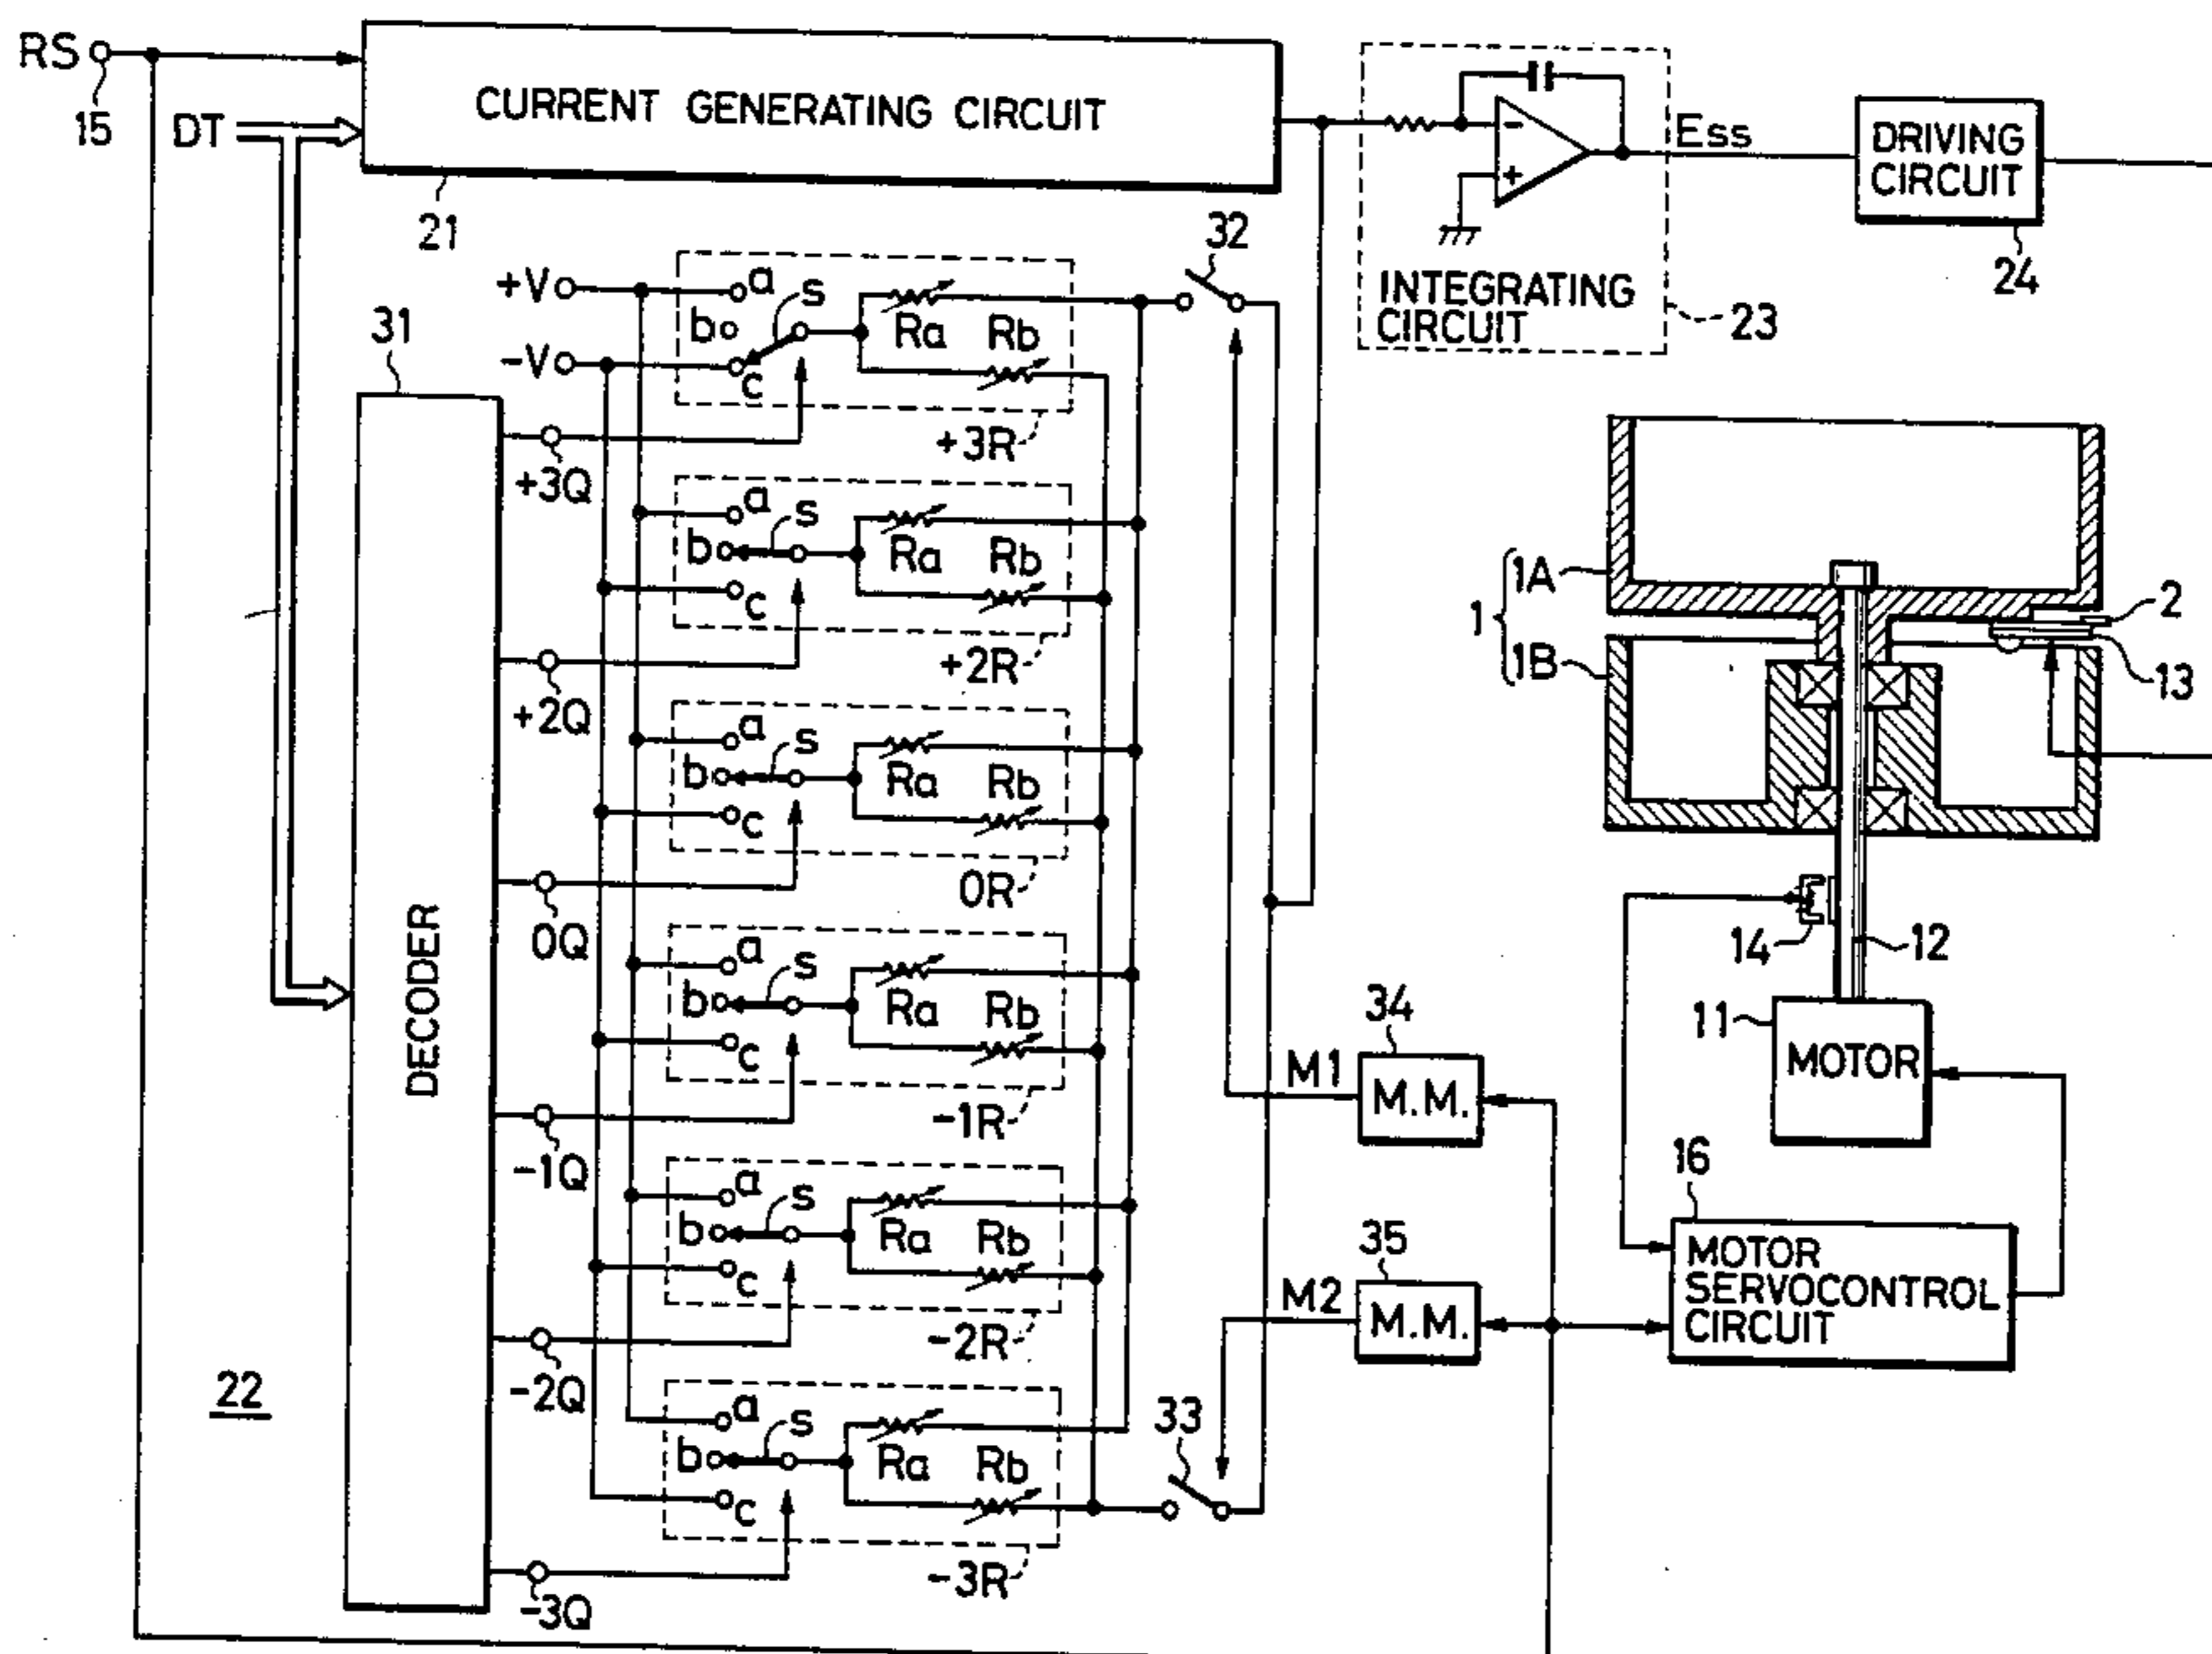 RS
15
DT
CURRENT GENERATING CIRCUIT
21
- 
+
Ess
DRIVING
CIRCUIT
24
INTEGRATING
CIRCUIT
23
32
+V
-V
a
b
c
s
Ra
Rb
+3R
31
DECODER
+3Q
a
b
c
s
Ra
Rb
+2R
+2Q
a
b
c
s
Ra
Rb
0R
0Q
a
b
c
s
Ra
Rb
-1R
-1Q
a
b
c
s
Ra
Rb
-2R
-2Q
a
b
c
s
Ra
Rb
-3R
-3Q
22
33
M1
34
M.M.
M2
35
M.M.
1
1A
1B
2
13
14
12
11
MOTOR
16
MOTOR
SERVOCONTROL
CIRCUIT